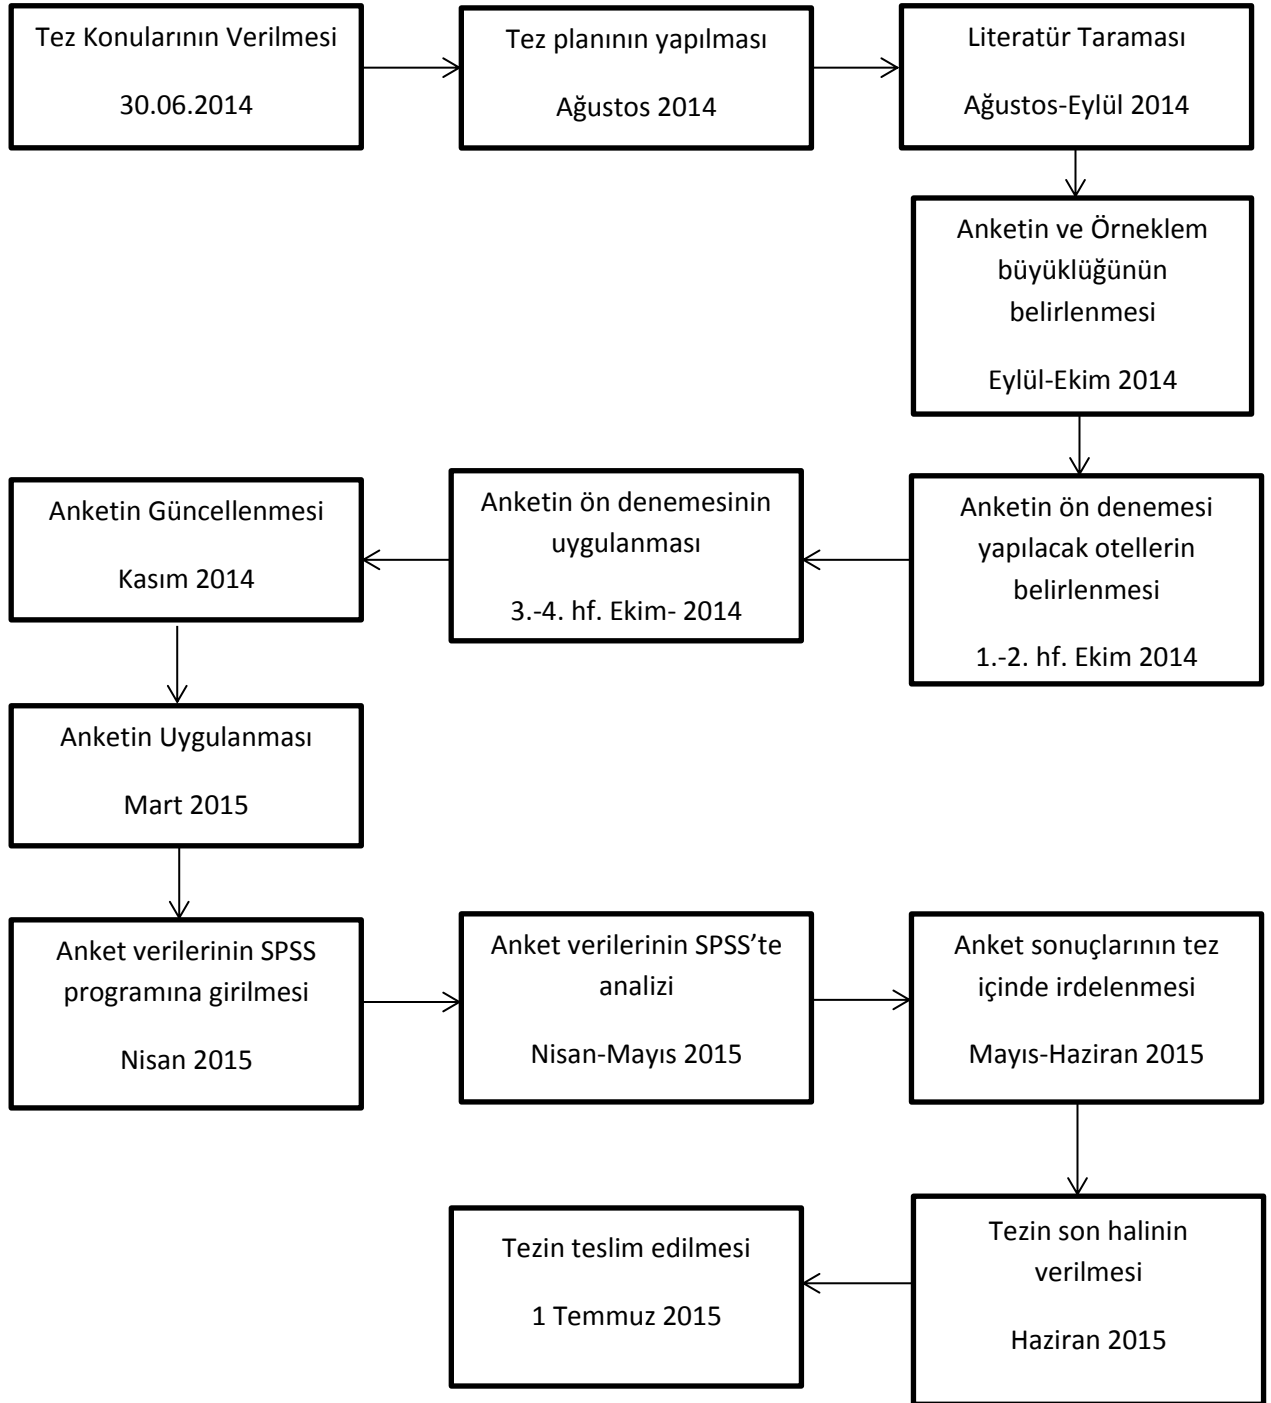 Tez Konularının Verilmesi
30.06.2014
Tez planının yapılması
Ağustos 2014
Literatür Taraması
Ağustos-Eylül 2014
Anketin ve Örneklem
büyüklüğünün
belirlenmesi
Eylül-Ekim 2014
Anketin ön denemesi
yapılacak otellerin
belirlenmesi
1.-2. hf. Ekim 2014
Anketin ön denemesinin
uygulanması
3.-4. hf. Ekim- 2014
Anketin Güncellenmesi
Kasım 2014
Anketin Uygulanması
Mart 2015
Anket verilerinin SPSS
programına girilmesi
Nisan 2015
Anket verilerinin SPSS’te
analizi
Nisan-Mayıs 2015
Anket sonuçlarının tez
içinde irdelenmesi
Mayıs-Haziran 2015
Tezin son halinin
verilmesi
Haziran 2015
Tezin teslim edilmesi
1 Temmuz 2015